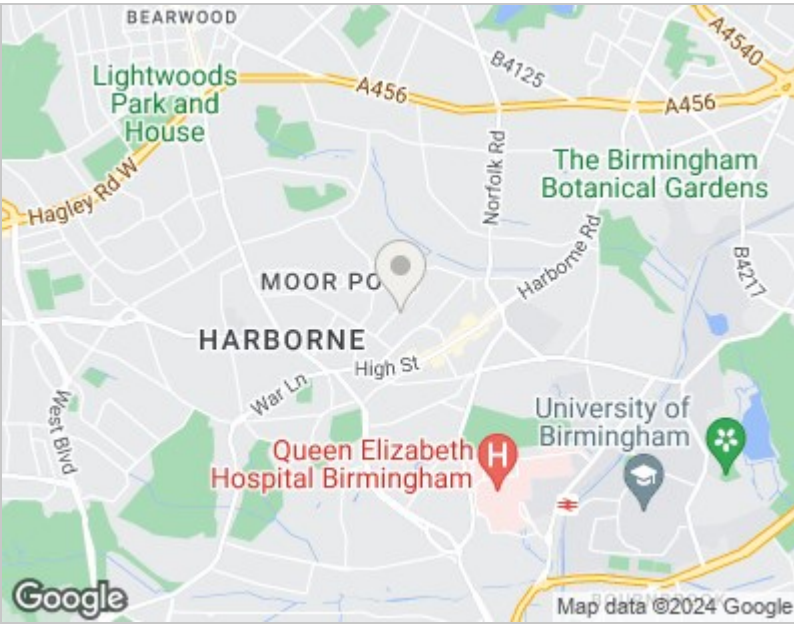 BEARWOOD
A4540
B4125
Lightwoods
Park and
House
A456
A456
Norfolk Rd
The Birmingham
Botanical Gardens
Hagley Rd W
Harborne Rd
B4217
MOOR PO
HARBORNE
High St
War Ln
West Blvd
University of
Birmingham
Queen Elizabeth
Hospital Birmingham
H
BOURNBROOK
Google
Map data ©2024 Google